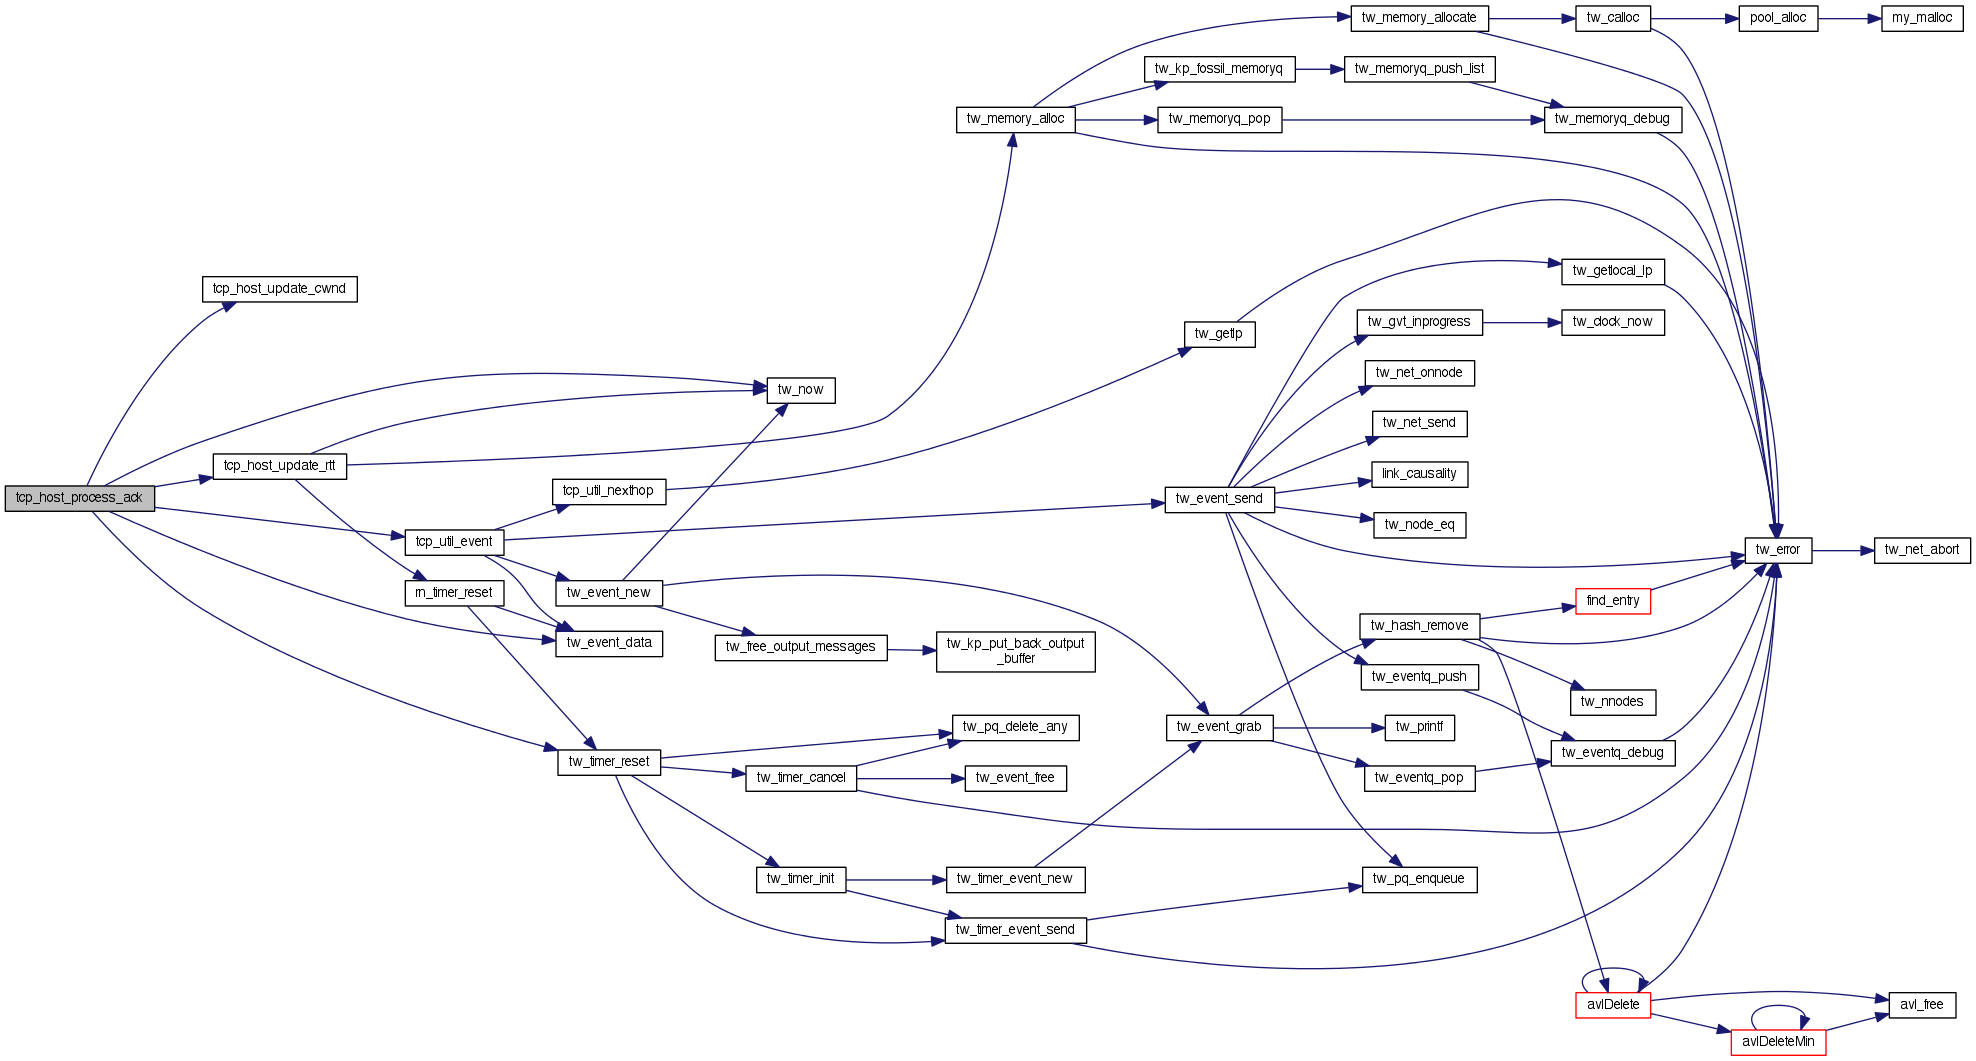 tw_memory_allocate
tw_calloc
pool_alloc
my_malloc
tw_kp_fossil_memoryq
tw_memoryq_push_list
tw_memory_alloc
tw_memoryq_pop
tw_memoryq_debug
tw_getlocal_lp
tcp_host_update_cwnd
tw_getlp
tw_gvt_inprogress
tw_clock_now
tw_net_onnode
tw_now
tw_net_send
tcp_host_update_rtt
link_causality
tcp_host_process_ack
tcp_util_nexthop
tw_event_send
tw_node_eq
tcp_util_event
tw_error
tw_net_abort
rn_timer_reset
tw_event_new
find_entry
tw_hash_remove
tw_event_data
tw_free_output_messages
tw_kp_put_back_output
_buffer
tw_eventq_push
tw_nnodes
tw_pq_delete_any
tw_event_grab
tw_printf
tw_timer_reset
tw_timer_cancel
tw_event_free
tw_eventq_pop
tw_eventq_debug
tw_timer_init
tw_timer_event_new
tw_pq_enqueue
tw_timer_event_send
avlDelete
avl_free
avlDeleteMin